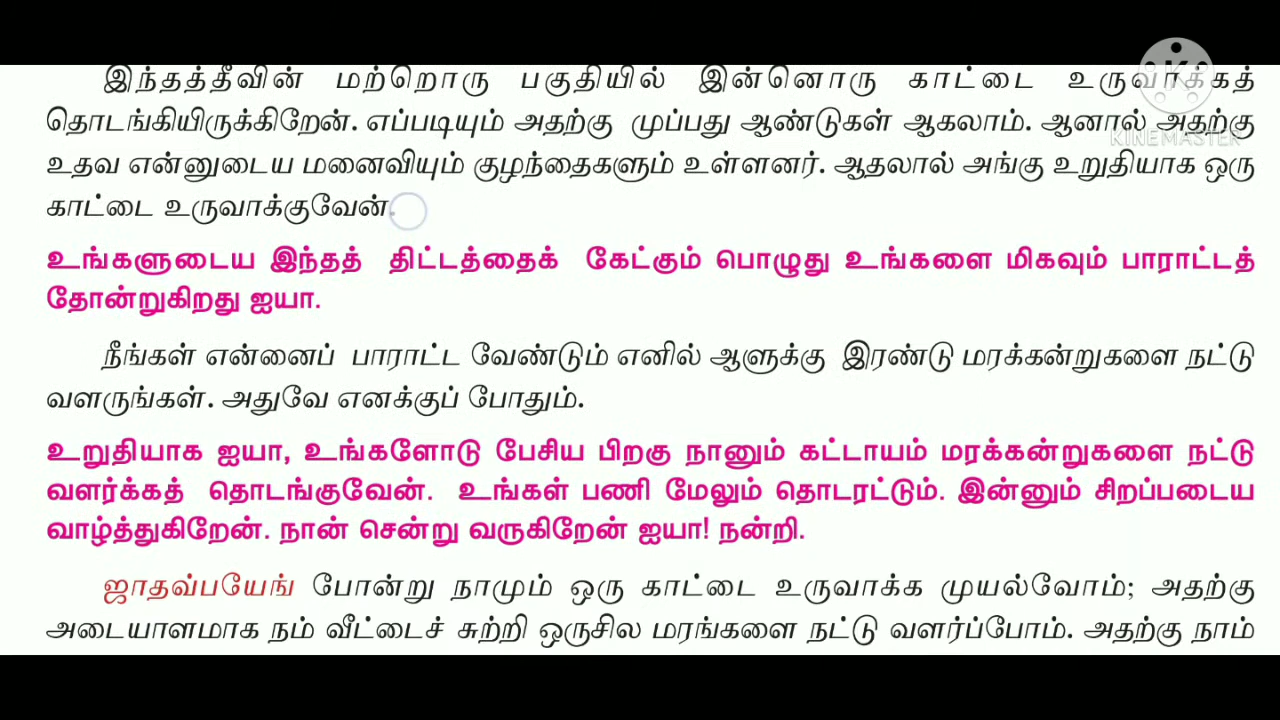 இந்தத்தீவின் மற்றொரு பகுதியில் இன்னொரு காட்டை உருவாக்கத்
தொடங்கியிருக்கிறேன். எப்படியும் அதற்கு முப்பது ஆண்டுகள் ஆகலாம். ஆனால் அதற்கு
KINEMASTER
உதவ என்னுடைய மனைவியும் குழந்தைகளும் உள்ளனர். ஆதலால் அங்கு உறுதியாக ஒரு
காட்டை உருவாக்குவேன்.
உங்களுடைய இந்தத் திட்டத்தைக் கேட்கும் பொழுது உங்களை மிகவும் பாராட்டத்
தோன்றுகிறது ஐயா.
நீங்கள் என்னைப் பாராட்ட வேண்டும் எனில் ஆளுக்கு இரண்டு மரக்கன்றுகளை நட்டு
வளருங்கள். அதுவே எனக்குப் போதும்.
உறுதியாக ஐயா, உங்களோடு பேசிய பிறகு நானும் கட்டாயம் மரக்கன்றுகளை நட்டு
வளர்க்கத் தொடங்குவேன். உங்கள் பணி மேலும் தொடரட்டும். இன்னும் சிறப்படைய
வாழ்த்துகிறேன். நான் சென்று வருகிறேன் ஐயா! நன்றி.
ஜாதவ்பயேங் போன்று நாமும் ஒரு காட்டை உருவாக்க முயல்வோம்; அதற்கு
அடையாளமாக நம் வீட்டைச் சுற்றி ஒருசில மரங்களை நட்டு வளர்ப்போம். அதற்கு நாம்